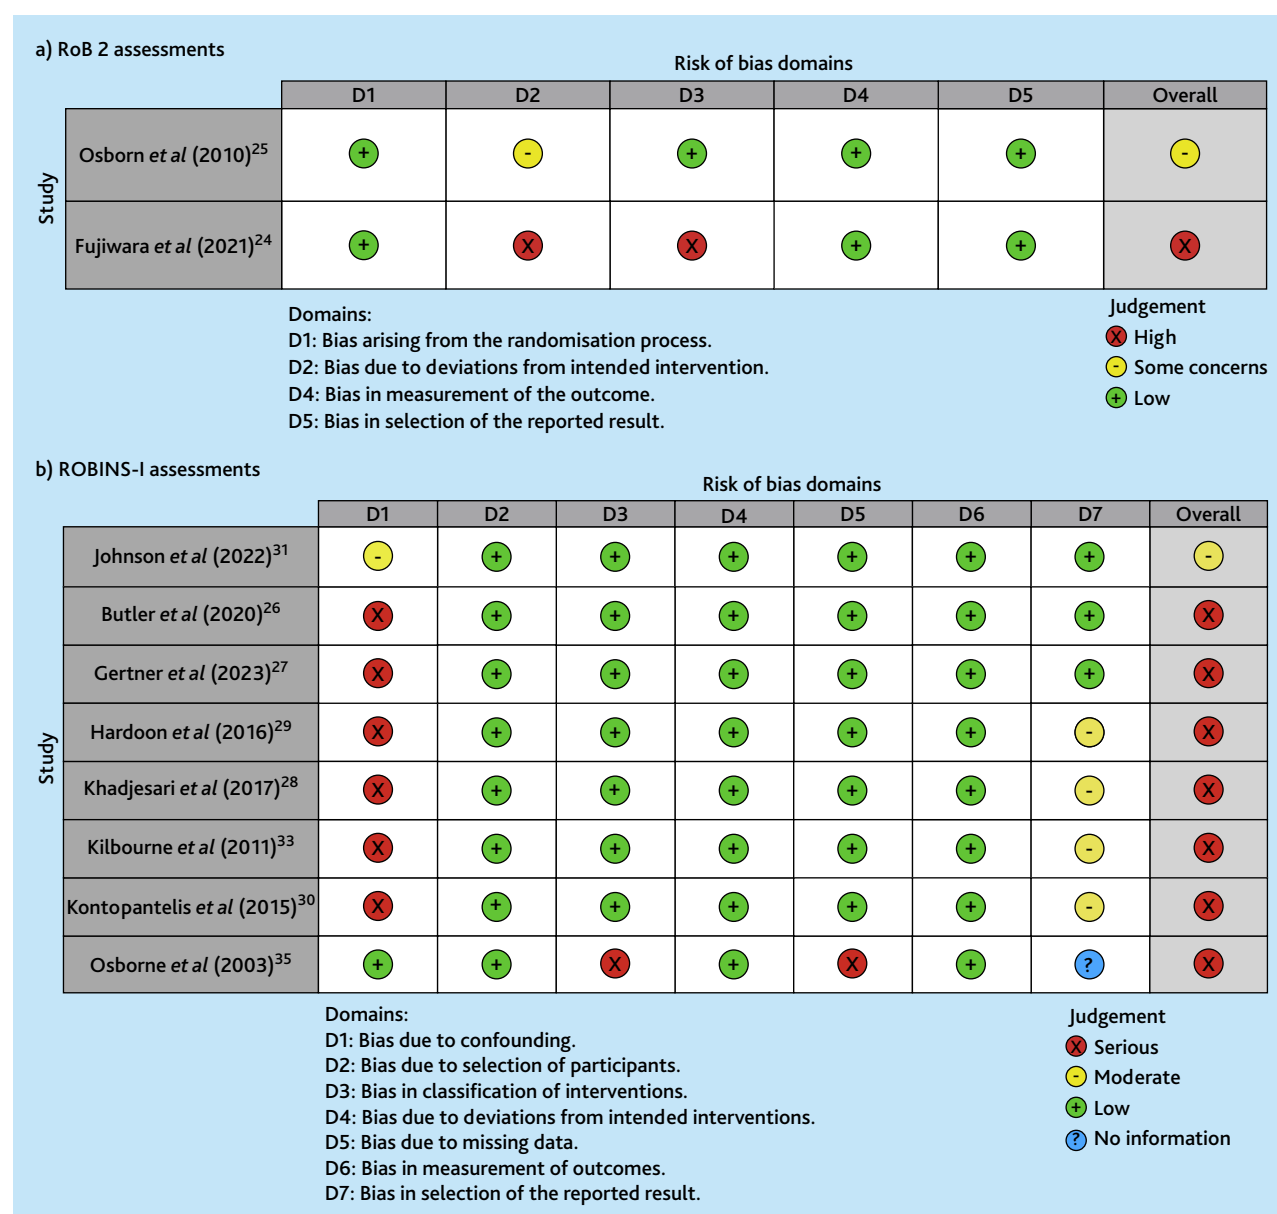 a) RoB 2 assessments
Risk of bias domains
D1 D2 D3 D4 D5 Overall
Study
Osborn et al (2010)25 + - + + + -
Fujiwara et al (2021)24 + X X + + X
Domains:
D1: Bias arising from the randomisation process.
D2: Bias due to deviations from intended intervention.
D4: Bias in measurement of the outcome.
D5: Bias in selection of the reported result.
Judgement
X High
- Some concerns
+ Low
b) ROBINS-I assessments
Risk of bias domains
D1 D2 D3 D4 D5 D6 D7 Overall
Study
Johnson et al (2022)31 - + + + + + + -
Butler et al (2020)26 X + + + + + + X
Gertner et al (2023)27 X + + + + + + X
Hardoon et al (2016)29 X + + + + + - X
Khadjesari et al (2017)28 X + + + + + - X
Kilbourne et al (2011)33 X + + + + + - X
Kontopantelis et al (2015)30 X + + + + + - X
Osborne et al (2003)35 + + X + X + ? X
Domains:
D1: Bias due to confounding.
D2: Bias due to selection of participants.
D3: Bias in classification of interventions.
D4: Bias due to deviations from intended interventions.
D5: Bias due to missing data.
D6: Bias in measurement of outcomes.
D7: Bias in selection of the reported result.
Judgement
X Serious
- Moderate
+ Low
? No information